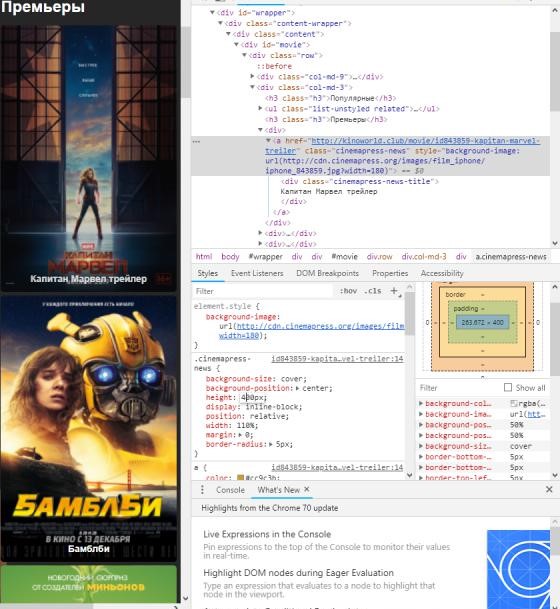 Премьеры
КАПИТАН
МАРВЕЛ
Капитан Марвел трейлер
16+
У КАЖДОГО ПРИКЛЮЧЕНИЯ ЕСТЬ НАЧАЛО
БАМБЛБИ
В КИНО С 13 ДЕКАБРЯ
Бамблби
НОВОГОДНИЙ СЮРПРИЗ
ОТ СОЗДАТЕЛЕЙ МИНЬОНОВ
▼<div id="wrapper">
▼<div class="content-wrapper">
▼<div class="content">
▼<div id="movie">
▼<div class="row">
::before
▶<div class="col-md-9">…</div>
▼<div class="col-md-3">
<h3 class="h3">Популярные</h3>
▶<ul class="list-unstyled related">…</ul>
<h3 class="h3">Премьеры</h3>
▼<div>
▼<a href="http://kinoworld.club/movie/id843859-kapitan-marvel-
treiler" class="cinemapress-news" style="background-image:
url(http://cdn.cinemapress.org/images/film_iphone/
iphone_843859.jpg?width=180)"> == $0
<div class="cinemapress-news-title">
Капитан Марвел трейлер
</div>
</a>
</div>
▶<div>…</div>
▶<div>…</div>
html body #wrapper div div #movie div.row div.col-md-3 div a.cinemapress-news
Styles Event Listeners DOM Breakpoints Properties Accessibility
Filter :hov .cls +
element.style {
background-image:
url(http://cdn.cinemapress.org/images/film
width=180);
}
.cinemapress-
news {
id843859-kapita…vel-treiler:14
background-size: cover;
background-position:▶ center;
height: 400px;
display: inline-block;
position: relative;
width: 110%;
margin:▶ 0;
border-radius:▶ 5px;
}
a {
id843859-kapita…vel-treiler:14
color: #cc9c3b;
border –
padding –
0 – – 263.672 × 400 – –
–
–
Filter Show all
▶background-col… rgba(…
▶background-ima… url(htt…
▶background-pos… 50%
▶background-pos… 50%
▶background-siz… cover
▶border-bottom-… 5px
▶border-bottom-… 5px
▶border-top-lef… 5px
Console What's New ✕
Highlights from the Chrome 70 update
Live Expressions in the Console
Pin expressions to the top of the Console to monitor their values
in real-time.
Highlight DOM nodes during Eager Evaluation
Type an expression that evaluates to a node to highlight that
node in the viewport.